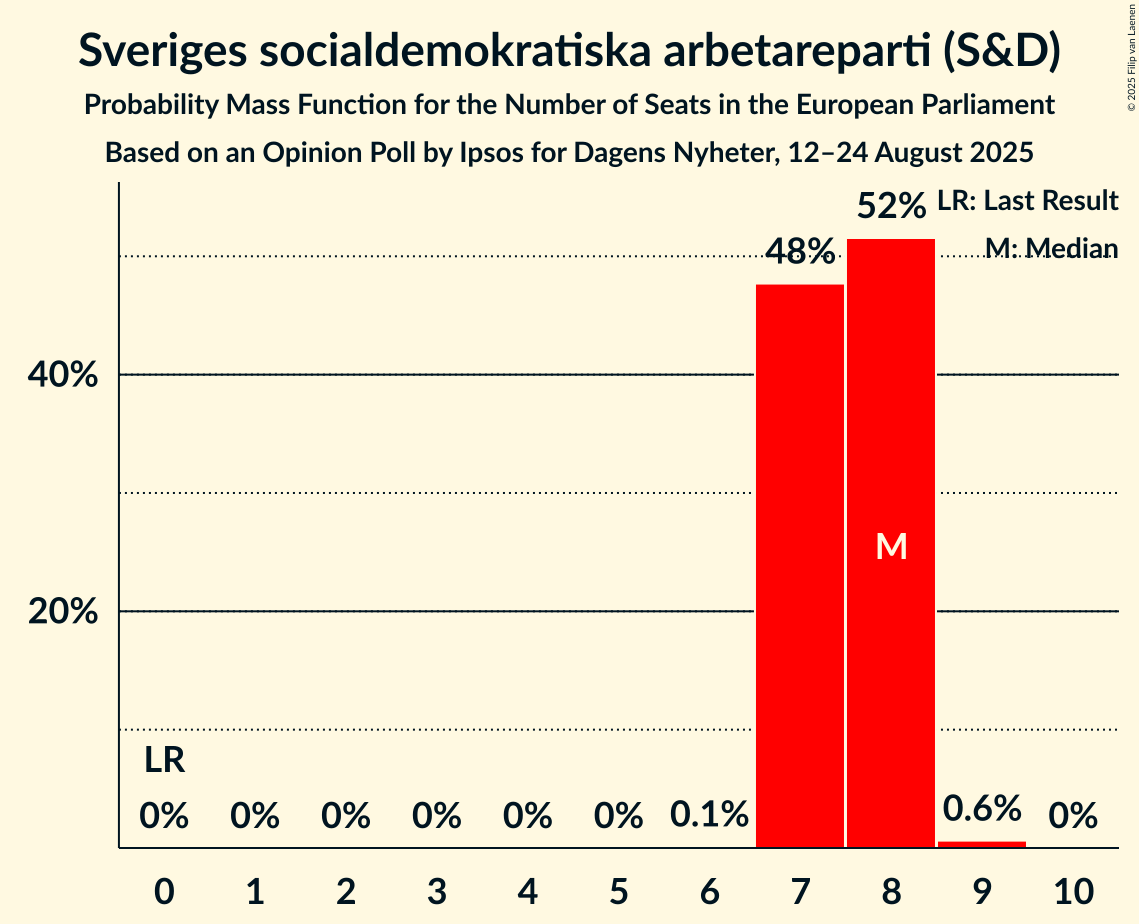 Sveriges socialdemokratiska arbetareparti (S&D)
Probability Mass Function for the Number of Seats in the European Parliament
Based on an Opinion Poll by Ipsos for Dagens Nyheter, 12–24 August 2025
© 2025 Filip van Laenen
LR: Last Result
M: Median
52%
48%
40%
20%
M
LR
0% 0% 0% 0% 0% 0% 0.1% 0.6% 0%
0 1 2 3 4 5 6 7 8 9 10